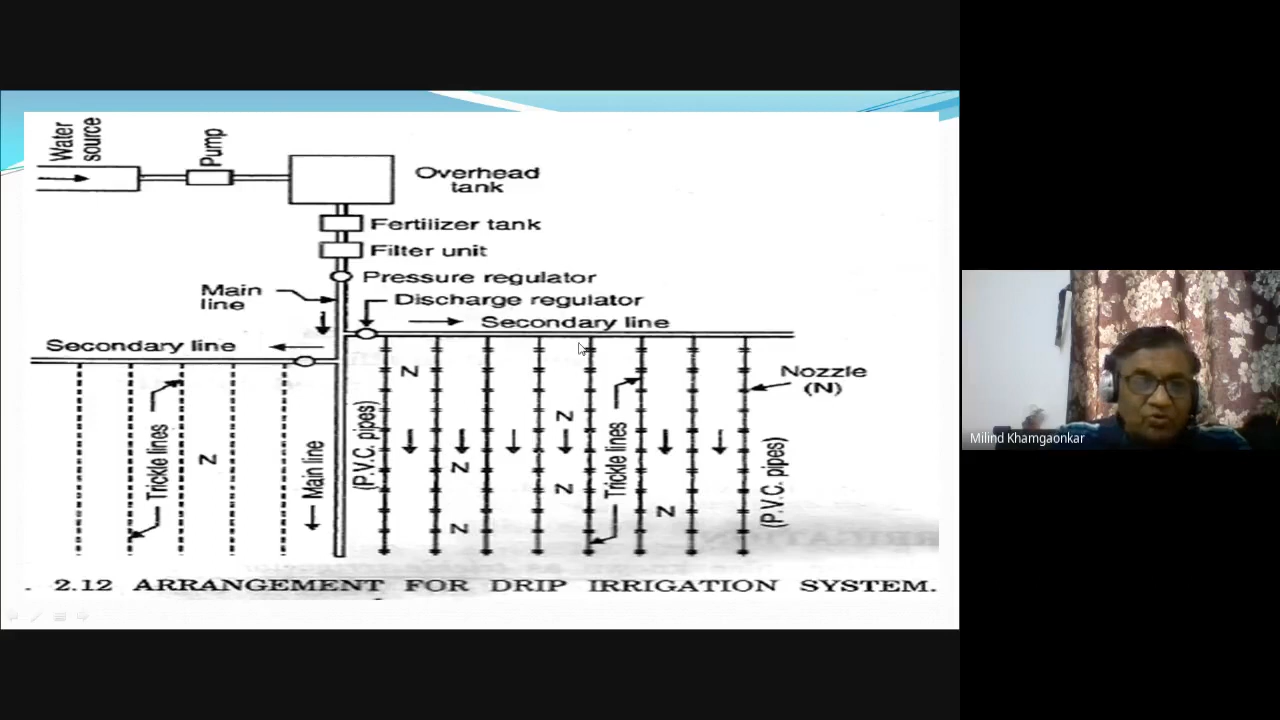 Water
source
Pump
Overhead
tank
Fertilizer tank
Filter unit
Pressure regulator
Main
line
Discharge regulator
Secondary line
Secondary line
Nozzle
(N)
N
N
N
N
N
N
N
Trickle lines
Main line
(P.V.C. pipes)
Trickle lines
(P.V.C. pipes)
. 2.12 ARRANGEMENT FOR DRIP IRRIGATION SYSTEM.
Milind Khamgaonkar